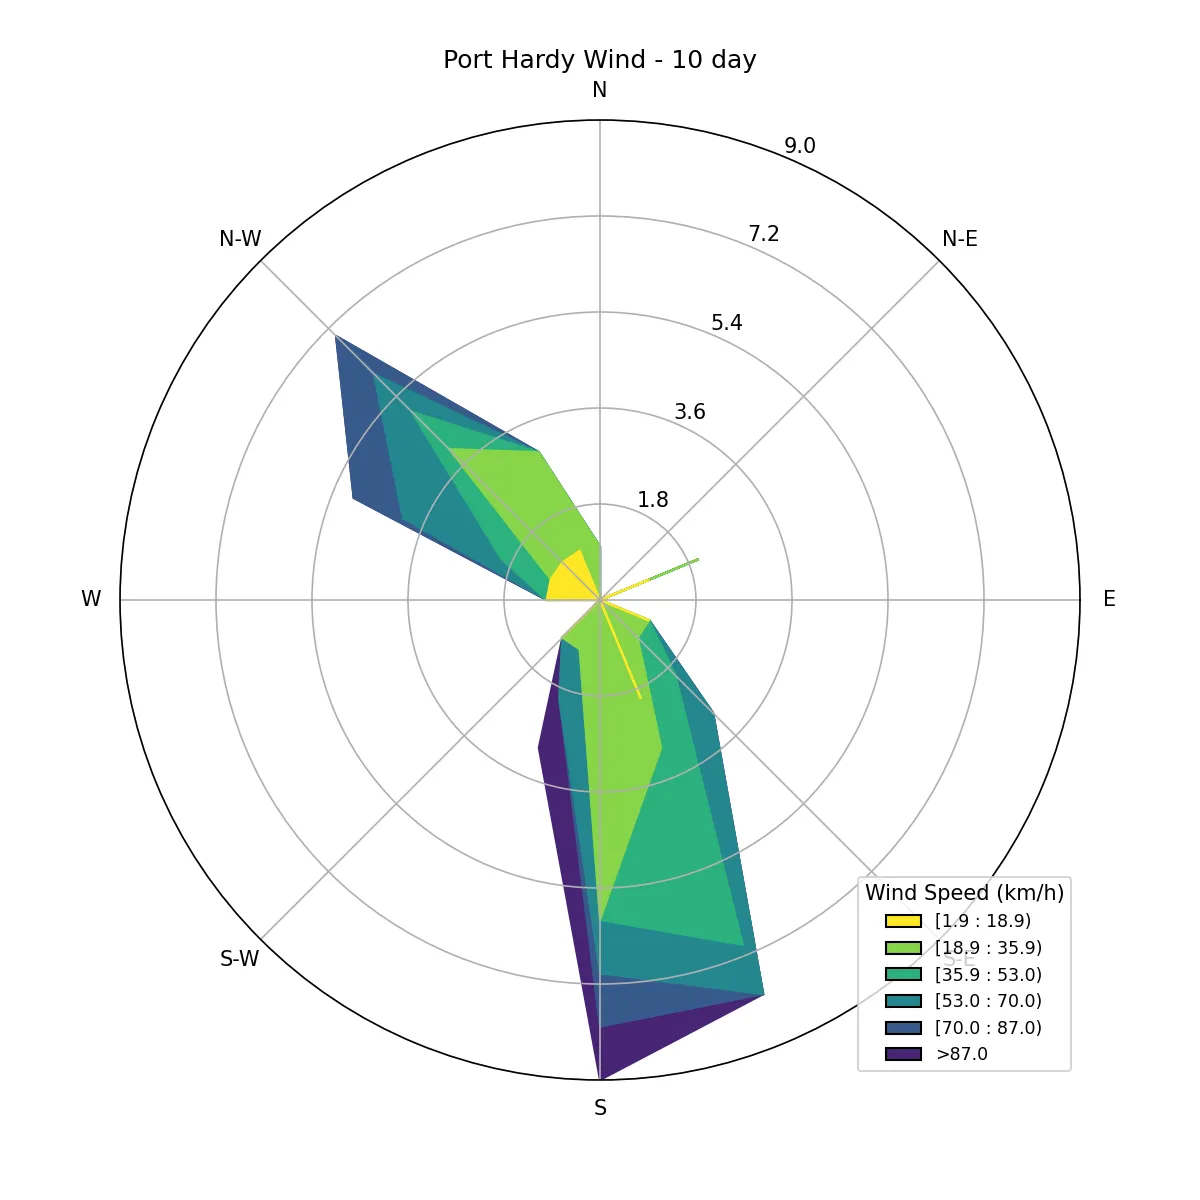 Port Hardy Wind - 10 day
N
9.0
N-W
7.2
N-E
5.4
3.6
1.8
W
E
Wind Speed (km/h)
[1.9 : 18.9)
[18.9 : 35.9)
S-W
S-E
[35.9 : 53.0)
[53.0 : 70.0)
[70.0 : 87.0)
>87.0
S